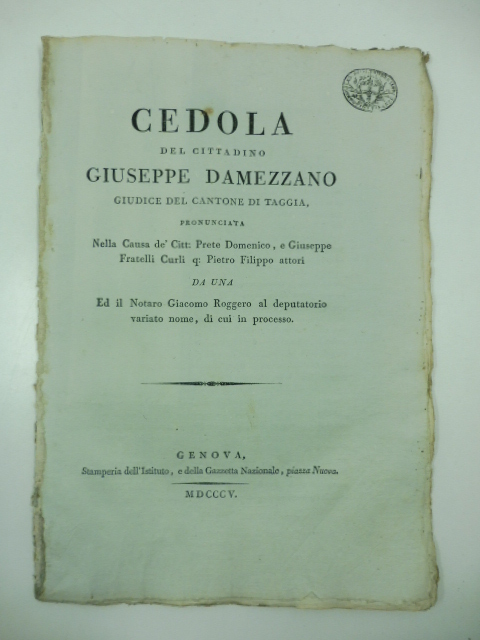 CEDOLA
DEL CITTADINO
GIUSEPPE DAMEZZANO
GIUDICE DEL CANTONE DI TAGGIA,
PRONUNCIATA
Nella Causa de' Citt: Prete Domenico, e Giuseppe
Fratelli Curli q: Pietro Filippo attori
DA UNA
Ed il Notaro Giacomo Roggero al deputatorio
variato nome, di cui in processo.
GENOVA,
Stamperia dell'Istituto, e della Gazzetta Nazionale, piazza Nuova.
MDCCCV.